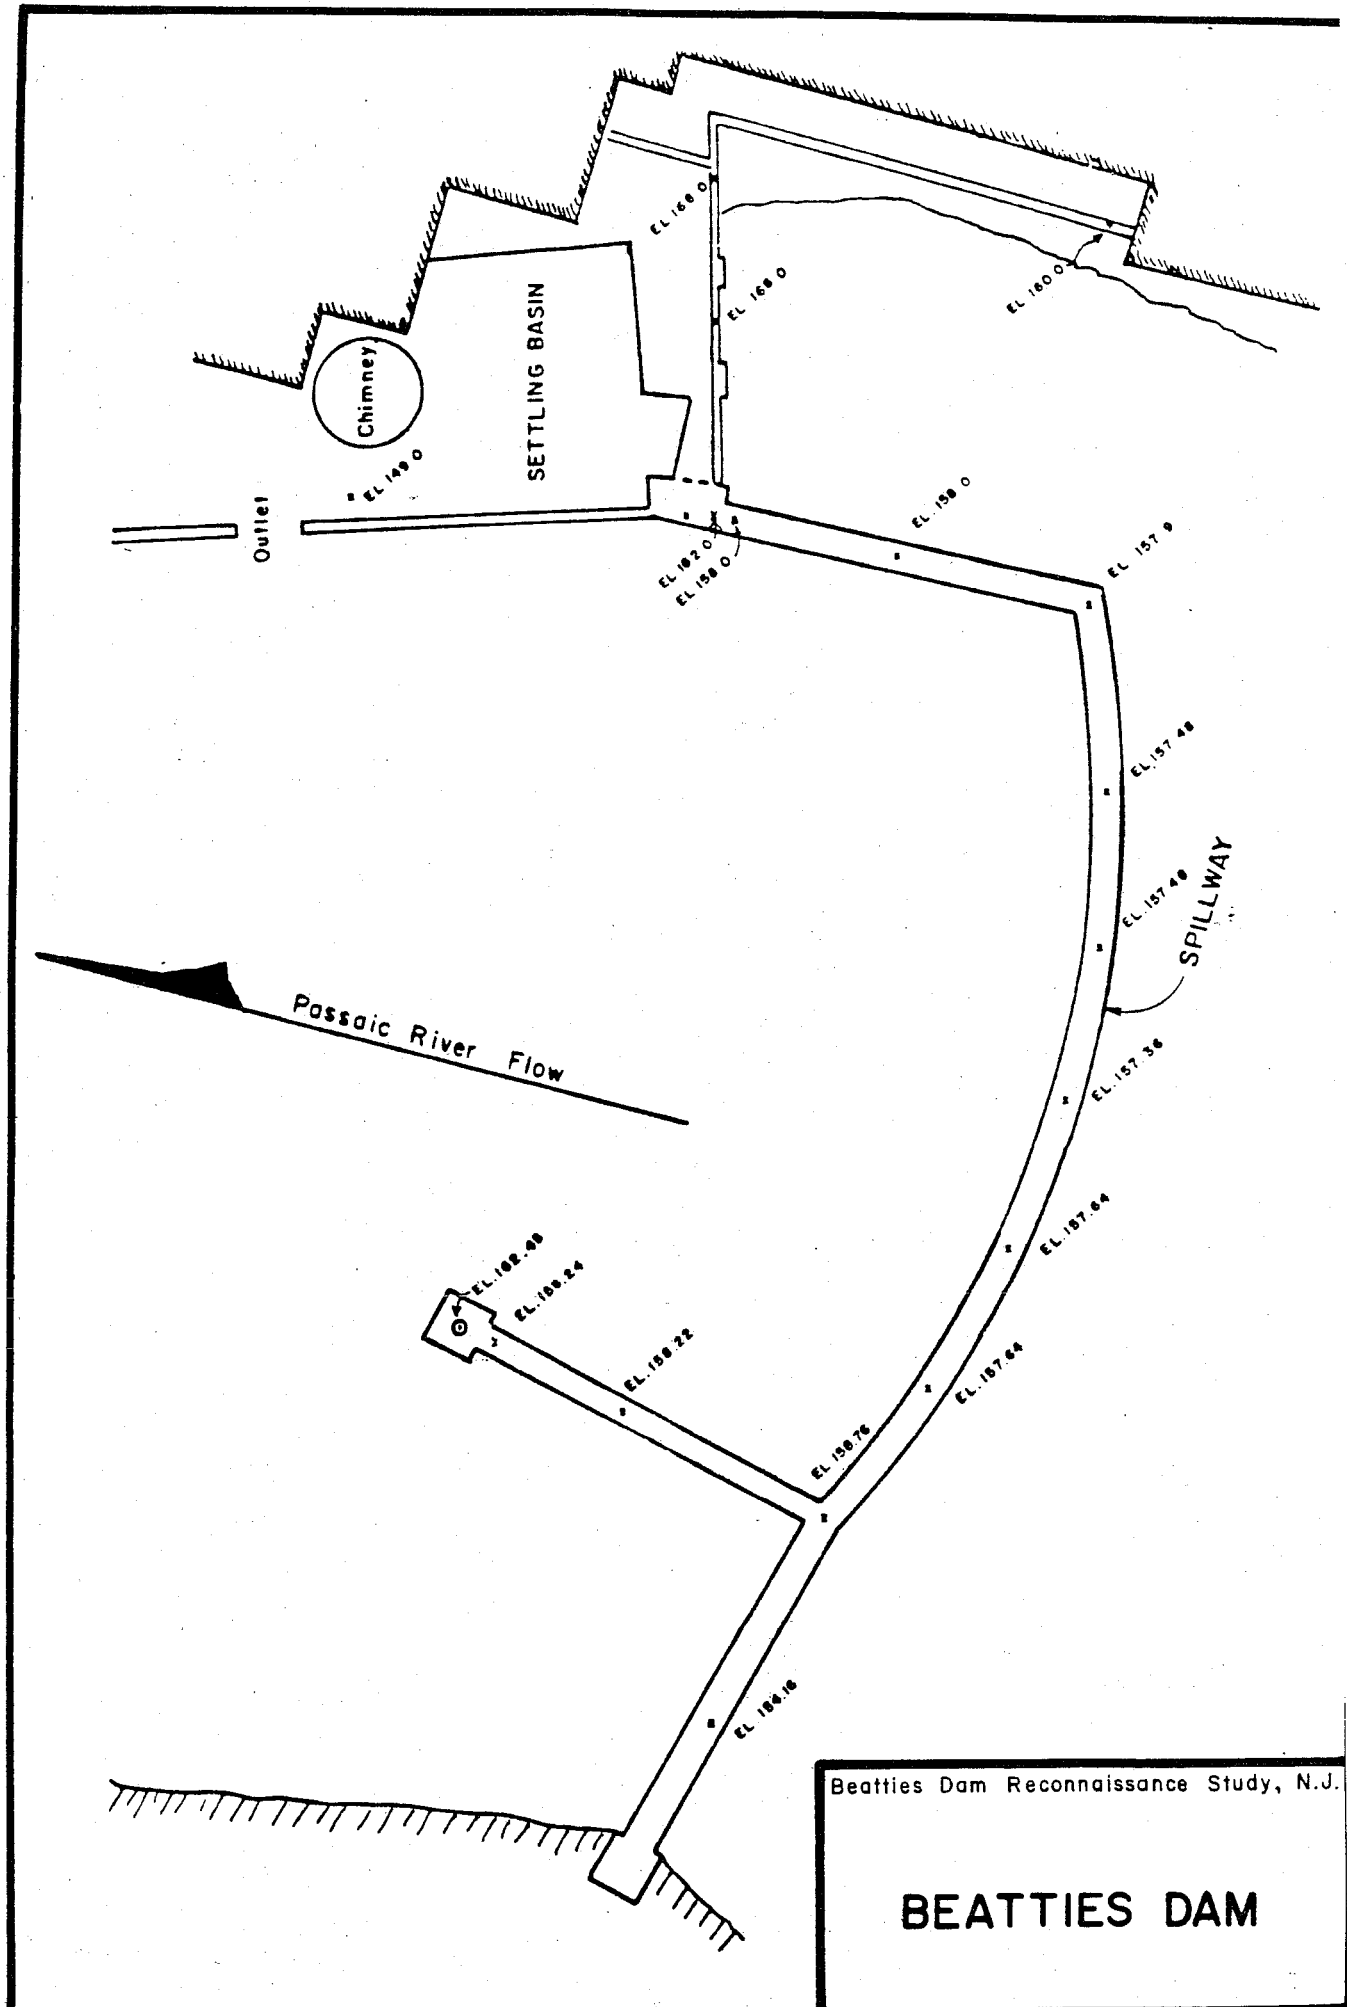 EL 168.0
EL 168.0
EL 160.0
Chimney
SETTLING BASIN
EL 149.0
Outlet
EL 158.0
EL 162.0
EL 158.0
EL 157.9
EL.157.48
EL.157.48
SPILLWAY
Passaic River Flow
EL.157.36
EL.157.64
EL.162.48
EL.158.24
EL.158.22
EL.157.64
EL.158.76
EL.154.16
Beatties Dam Reconnaissance Study, N.J.
BEATTIES DAM